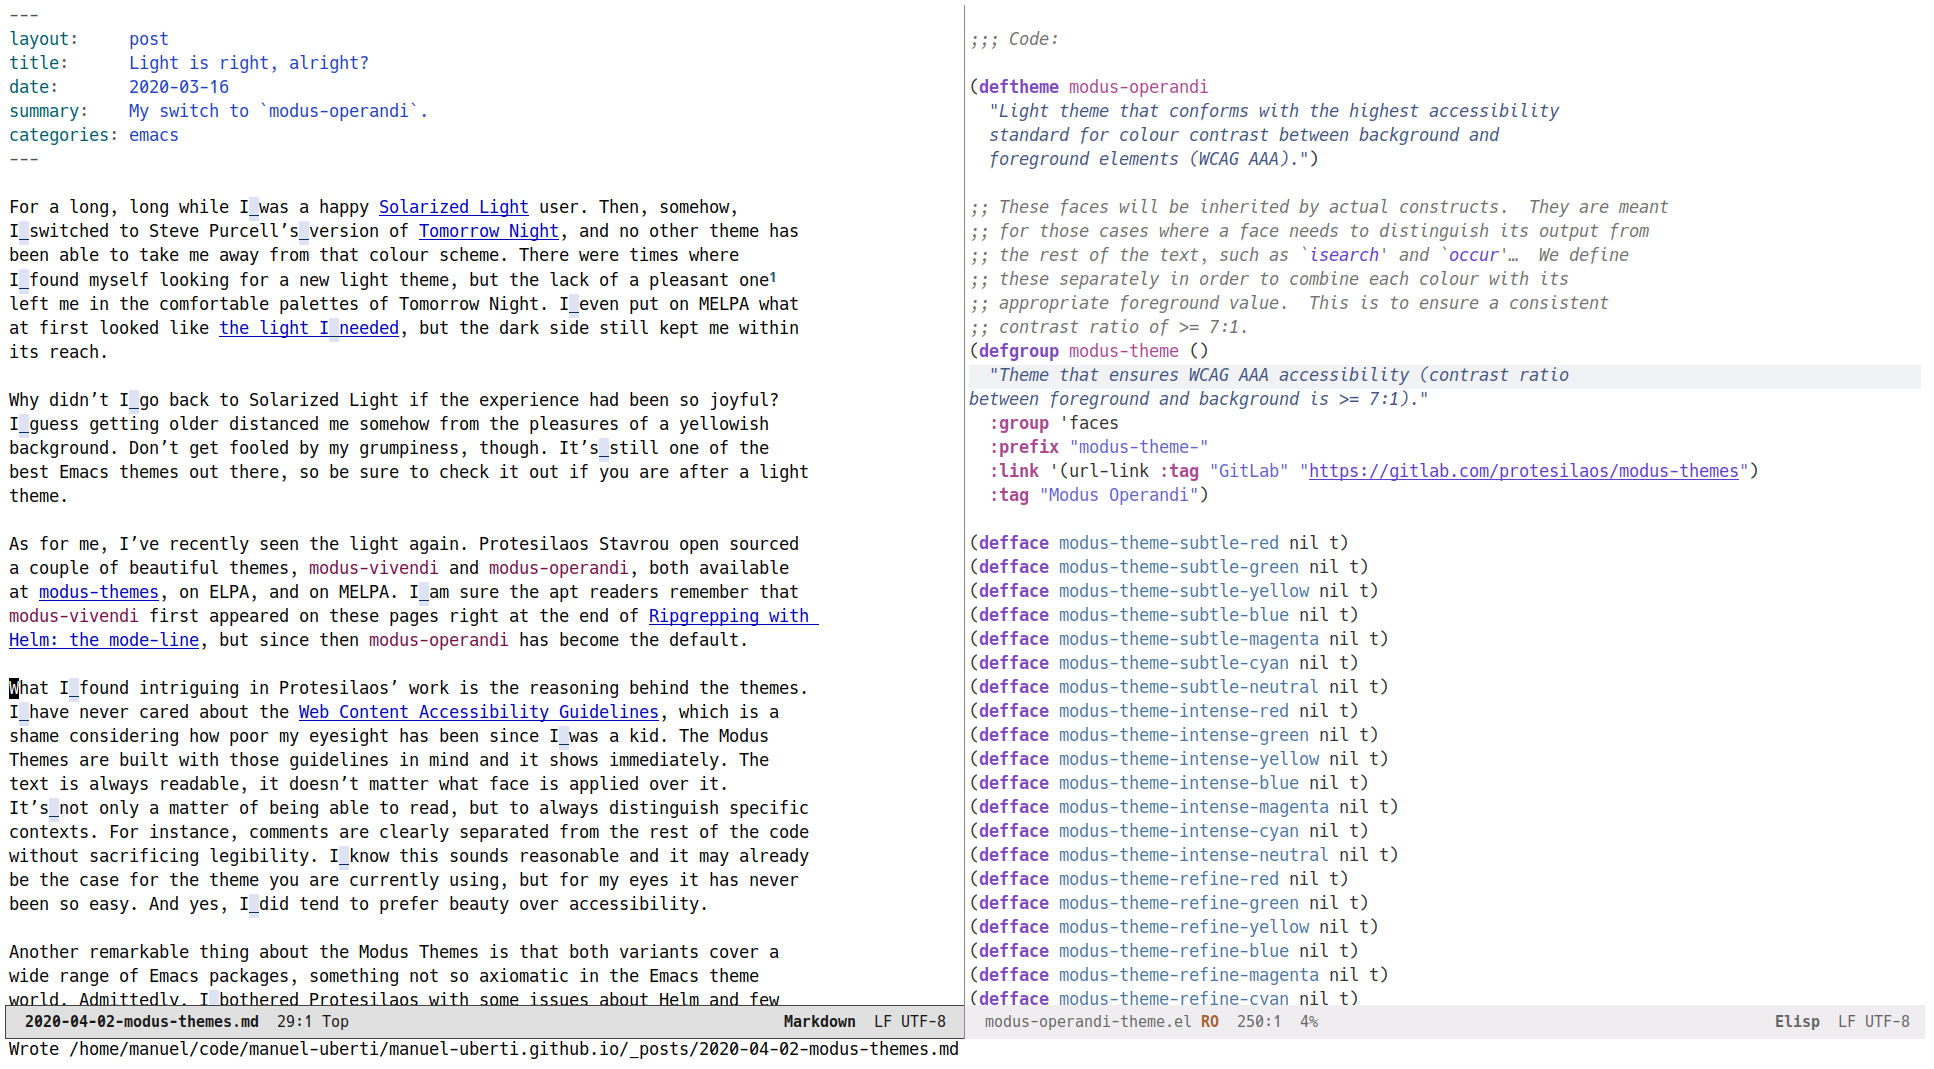 ---
layout:     post
title:      Light is right, alright?
date:       2020-03-16
summary:    My switch to `modus-operandi`.
categories: emacs
---
For a long, long while I_was a happy Solarized Light user. Then, somehow,
I_switched to Steve Purcell’s_version of Tomorrow Night, and no other theme has
been able to take me away from that colour scheme. There were times where
I_found myself looking for a new light theme, but the lack of a pleasant one¹
left me in the comfortable palettes of Tomorrow Night. I_even put on MELPA what
at first looked like the light I_needed, but the dark side still kept me within
its reach.
Why didn’t I_go back to Solarized Light if the experience had been so joyful?
I_guess getting older distanced me somehow from the pleasures of a yellowish
background. Don’t get fooled by my grumpiness, though. It’s_still one of the
best Emacs themes out there, so be sure to check it out if you are after a light
theme.
As for me, I’ve recently seen the light again. Protesilaos Stavrou open sourced
a couple of beautiful themes, modus-vivendi and modus-operandi, both available
at modus-themes, on ELPA, and on MELPA. I_am sure the apt readers remember that
modus-vivendi first appeared on these pages right at the end of Ripgrepping with
Helm: the mode-line, but since then modus-operandi has become the default.
What I_found intriguing in Protesilaos’ work is the reasoning behind the themes.
I_have never cared about the Web Content Accessibility Guidelines, which is a
shame considering how poor my eyesight has been since I_was a kid. The Modus
Themes are built with those guidelines in mind and it shows immediately. The
text is always readable, it doesn’t matter what face is applied over it.
It’s_not only a matter of being able to read, but to always distinguish specific
contexts. For instance, comments are clearly separated from the rest of the code
without sacrificing legibility. I_know this sounds reasonable and it may already
be the case for the theme you are currently using, but for my eyes it has never
been so easy. And yes, I_did tend to prefer beauty over accessibility.
Another remarkable thing about the Modus Themes is that both variants cover a
wide range of Emacs packages, something not so axiomatic in the Emacs theme
world. Admittedly, I_bothered Protesilaos with some issues about Helm and few
2020-04-02-modus-themes.md  29:1 Top  Markdown  LF UTF-8
Wrote /home/manuel/code/manuel-uberti/manuel-uberti.github.io/_posts/2020-04-02-modus-themes.md
;;; Code:
(deftheme modus-operandi
  "Light theme that conforms with the highest accessibility
  standard for colour contrast between background and
  foreground elements (WCAG AAA).")
;; These faces will be inherited by actual constructs.  They are meant
;; for those cases where a face needs to distinguish its output from
;; the rest of the text, such as `isearch' and `occur'…  We define
;; these separately in order to combine each colour with its
;; appropriate foreground value.  This is to ensure a consistent
;; contrast ratio of >= 7:1.
(defgroup modus-theme ()
  "Theme that ensures WCAG AAA accessibility (contrast ratio
between foreground and background is >= 7:1)."
  :group 'faces
  :prefix "modus-theme-"
  :link '(url-link :tag "GitLab" "https://gitlab.com/protesilaos/modus-themes")
  :tag "Modus Operandi")
(defface modus-theme-subtle-red nil t)
(defface modus-theme-subtle-green nil t)
(defface modus-theme-subtle-yellow nil t)
(defface modus-theme-subtle-blue nil t)
(defface modus-theme-subtle-magenta nil t)
(defface modus-theme-subtle-cyan nil t)
(defface modus-theme-subtle-neutral nil t)
(defface modus-theme-intense-red nil t)
(defface modus-theme-intense-green nil t)
(defface modus-theme-intense-yellow nil t)
(defface modus-theme-intense-blue nil t)
(defface modus-theme-intense-magenta nil t)
(defface modus-theme-intense-cyan nil t)
(defface modus-theme-intense-neutral nil t)
(defface modus-theme-refine-red nil t)
(defface modus-theme-refine-green nil t)
(defface modus-theme-refine-yellow nil t)
(defface modus-theme-refine-blue nil t)
(defface modus-theme-refine-magenta nil t)
(defface modus-theme-refine-cyan nil t)
modus-operandi-theme.el RO  250:1  4%  Elisp  LF UTF-8